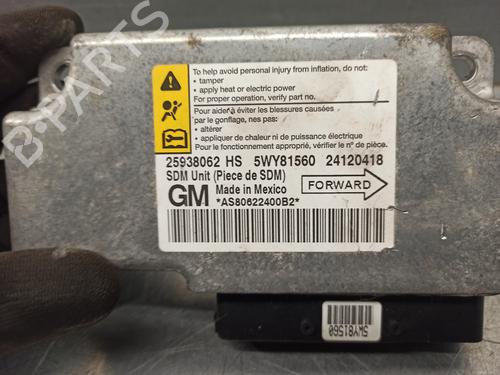 To help avoid personal injury from inflation, do not:
• tamper
• apply heat or electric power
For proper operation, verify part no.
Pour aider à éviter les blessures causées
par le gonflage, nes pas:
• altérer
• appliquer de chaleur ni de puissance électrique
Pour le fonctionnement approprié, vérifier le nº de pièce.
25938062 HS 5WY81560 24120418
SDM Unit (Piece de SDM)
GM Made in Mexico FORWARD
*AS80622400B2*
5WY81560